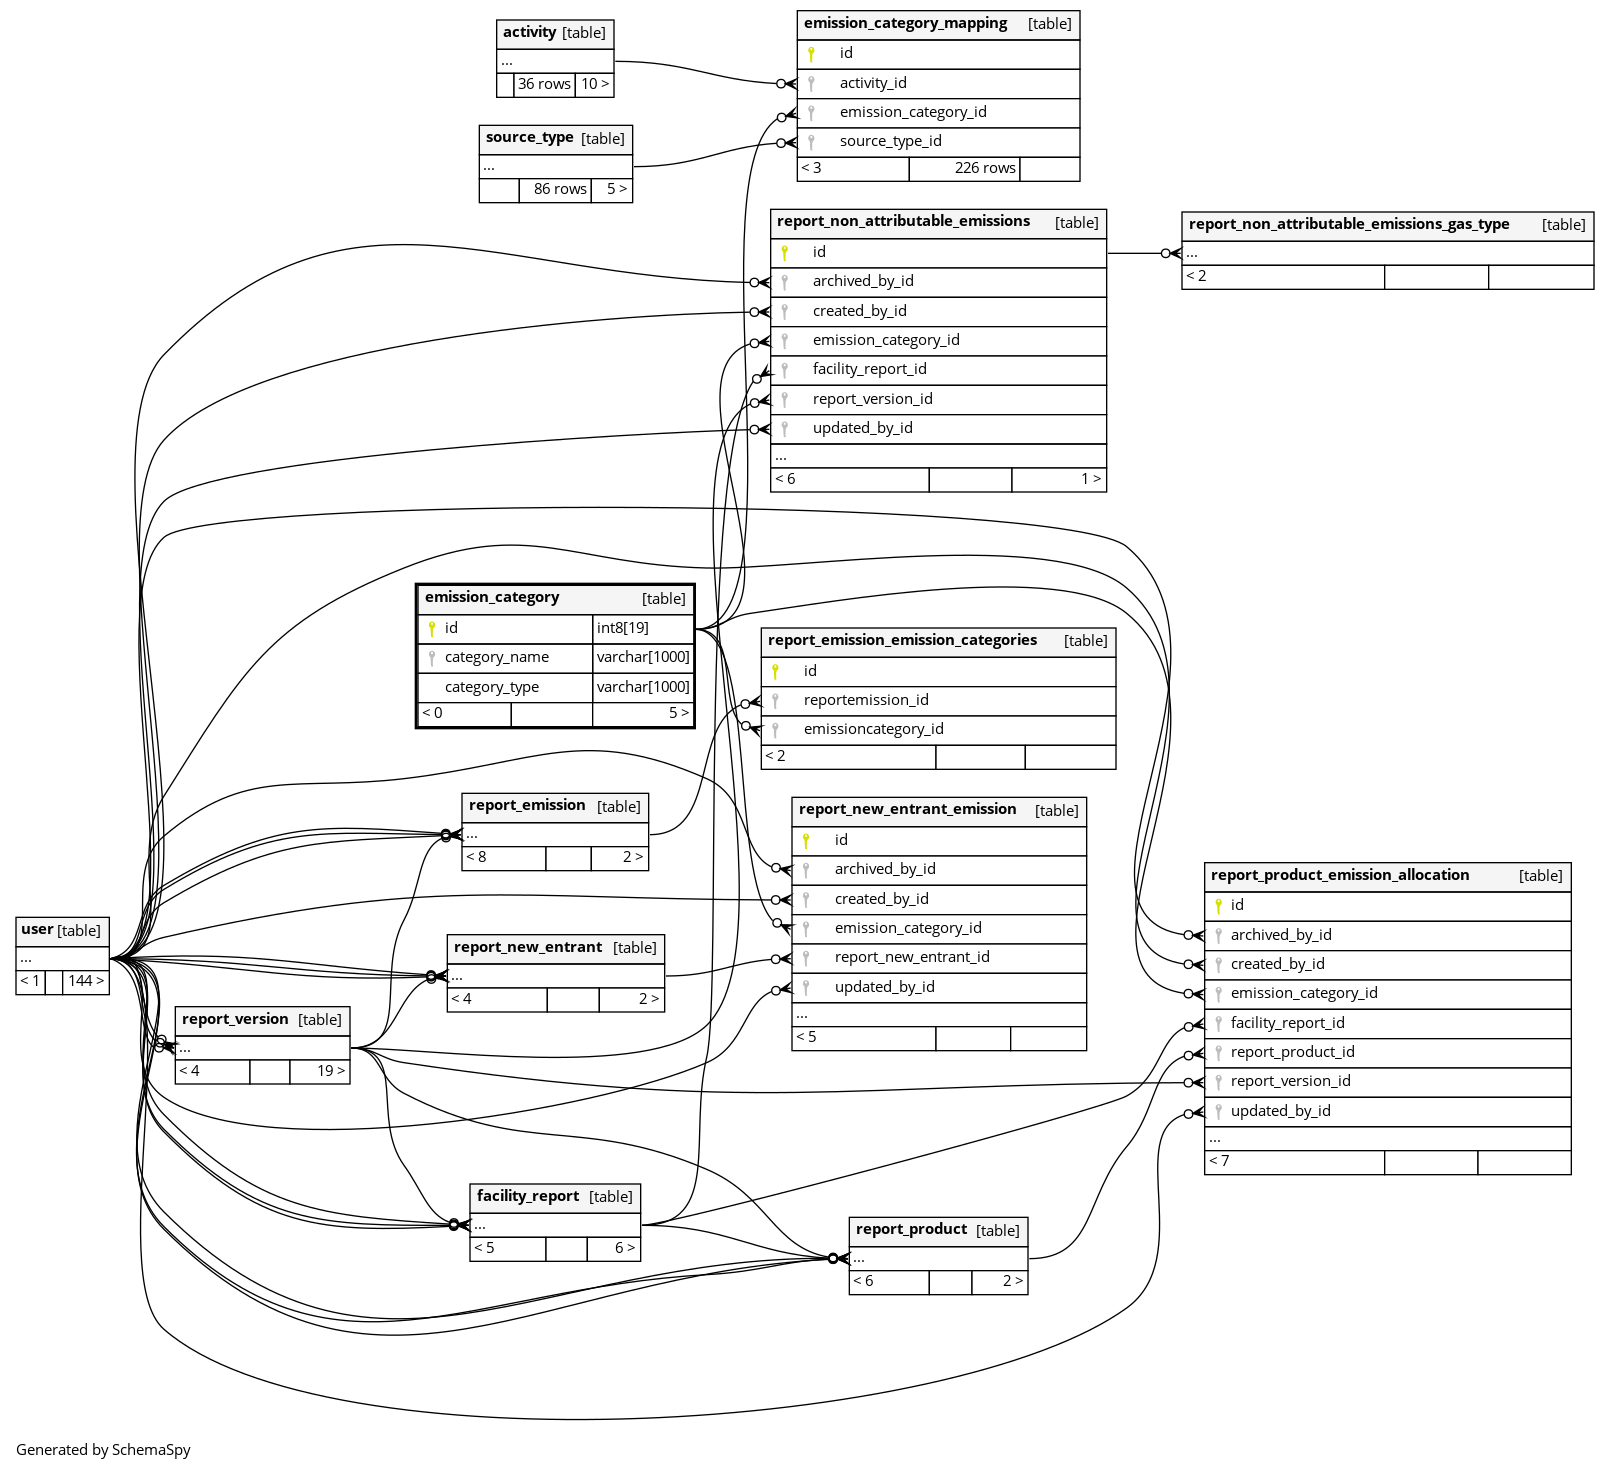 activity [table]
...
36 rows 10 >
source_type [table]
...
86 rows 5 >
emission_category_mapping [table]
id
activity_id
emission_category_id
source_type_id
< 3 226 rows
report_non_attributable_emissions [table]
id
archived_by_id
created_by_id
emission_category_id
facility_report_id
report_version_id
updated_by_id
...
< 6 1 >
report_non_attributable_emissions_gas_type [table]
...
< 2
emission_category [table]
id int8[19]
category_name varchar[1000]
category_type varchar[1000]
< 0 5 >
report_emission_emission_categories [table]
id
reportemission_id
emissioncategory_id
< 2
report_emission [table]
...
< 8 2 >
report_new_entrant_emission [table]
id
archived_by_id
created_by_id
emission_category_id
report_new_entrant_id
updated_by_id
...
< 5
report_product_emission_allocation [table]
id
archived_by_id
created_by_id
emission_category_id
facility_report_id
report_product_id
report_version_id
updated_by_id
...
< 7
user [table]
...
< 1 144 >
report_new_entrant [table]
...
< 4 2 >
report_version [table]
...
< 4 19 >
facility_report [table]
...
< 5 6 >
report_product [table]
...
< 6 2 >
Generated by SchemaSpy